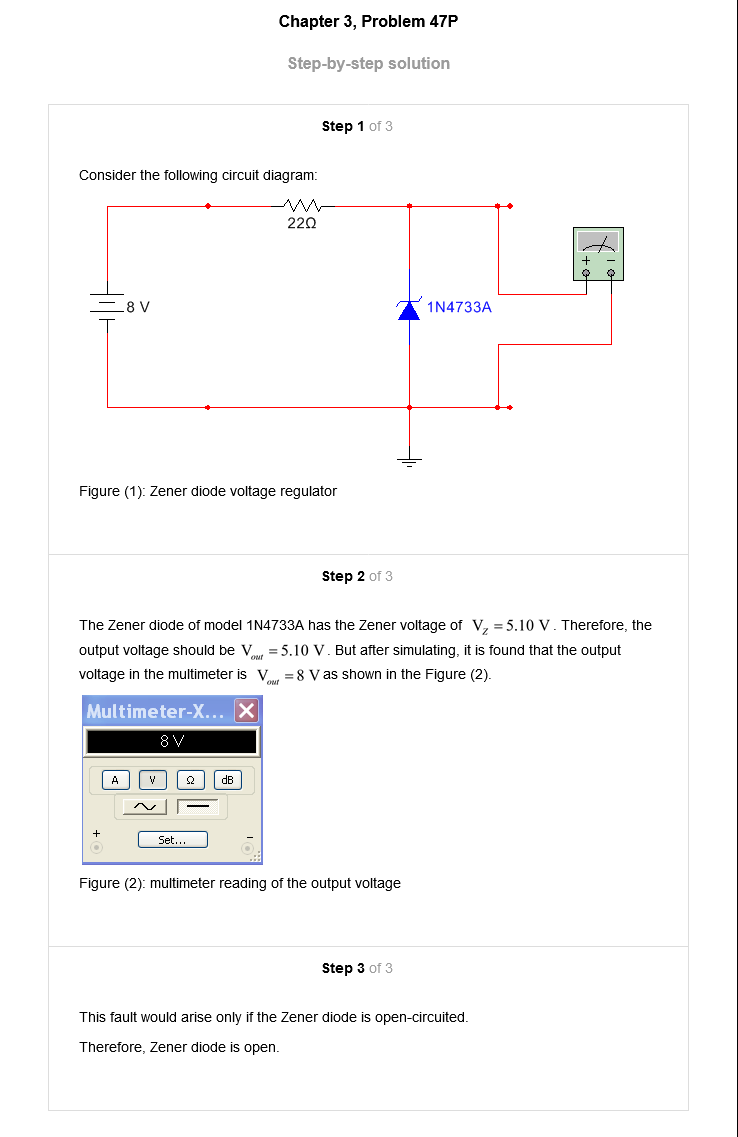 Chapter 3, Problem 47P
Step-by-step solution
Step 1 of 3
Consider the following circuit diagram:
22Ω
8 V
1N4733A
+ −
Figure (1): Zener diode voltage regulator
Step 2 of 3
The Zener diode of model 1N4733A has the Zener voltage of V_Z = 5.10 V. Therefore, the
output voltage should be V_out = 5.10 V. But after simulating, it is found that the output
voltage in the multimeter is V_out = 8 V as shown in the Figure (2).
Multimeter-X...
8 V
A V Ω dB
+ Set... −
Figure (2): multimeter reading of the output voltage
Step 3 of 3
This fault would arise only if the Zener diode is open-circuited.
Therefore, Zener diode is open.